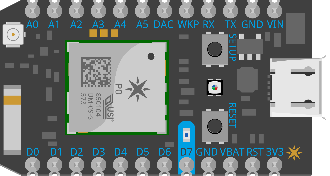 A0 A1 A2 A3 A4 A5 DAC WKP RX TX GND VIN
SETUP
P0
RESET
D0 D1 D2 D3 D4 D5 D6 D7 GND VBAT RST 3V3